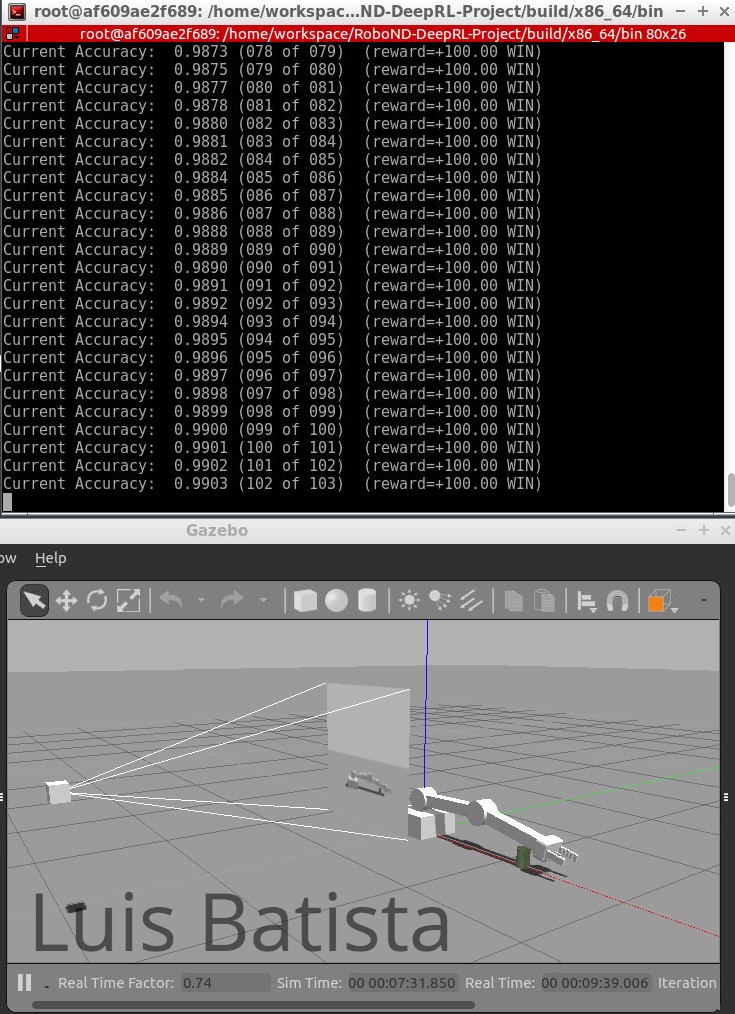 root@af609ae2f689: /home/workspac...ND-DeepRL-Project/build/x86_64/bin
root@af609ae2f689: /home/workspace/RoboND-DeepRL-Project/build/x86_64/bin 80x26
Current Accuracy:  0.9873 (078 of 079)  (reward=+100.00 WIN)
Current Accuracy:  0.9875 (079 of 080)  (reward=+100.00 WIN)
Current Accuracy:  0.9877 (080 of 081)  (reward=+100.00 WIN)
Current Accuracy:  0.9878 (081 of 082)  (reward=+100.00 WIN)
Current Accuracy:  0.9880 (082 of 083)  (reward=+100.00 WIN)
Current Accuracy:  0.9881 (083 of 084)  (reward=+100.00 WIN)
Current Accuracy:  0.9882 (084 of 085)  (reward=+100.00 WIN)
Current Accuracy:  0.9884 (085 of 086)  (reward=+100.00 WIN)
Current Accuracy:  0.9885 (086 of 087)  (reward=+100.00 WIN)
Current Accuracy:  0.9886 (087 of 088)  (reward=+100.00 WIN)
Current Accuracy:  0.9888 (088 of 089)  (reward=+100.00 WIN)
Current Accuracy:  0.9889 (089 of 090)  (reward=+100.00 WIN)
Current Accuracy:  0.9890 (090 of 091)  (reward=+100.00 WIN)
Current Accuracy:  0.9891 (091 of 092)  (reward=+100.00 WIN)
Current Accuracy:  0.9892 (092 of 093)  (reward=+100.00 WIN)
Current Accuracy:  0.9894 (093 of 094)  (reward=+100.00 WIN)
Current Accuracy:  0.9895 (094 of 095)  (reward=+100.00 WIN)
Current Accuracy:  0.9896 (095 of 096)  (reward=+100.00 WIN)
Current Accuracy:  0.9897 (096 of 097)  (reward=+100.00 WIN)
Current Accuracy:  0.9898 (097 of 098)  (reward=+100.00 WIN)
Current Accuracy:  0.9899 (098 of 099)  (reward=+100.00 WIN)
Current Accuracy:  0.9900 (099 of 100)  (reward=+100.00 WIN)
Current Accuracy:  0.9901 (100 of 101)  (reward=+100.00 WIN)
Current Accuracy:  0.9902 (101 of 102)  (reward=+100.00 WIN)
Current Accuracy:  0.9903 (102 of 103)  (reward=+100.00 WIN)
Gazebo
ow Help
Luis Batista
Real Time Factor: 0.74 Sim Time: 00 00:07:31.850 Real Time: 00 00:09:39.006 Iteration